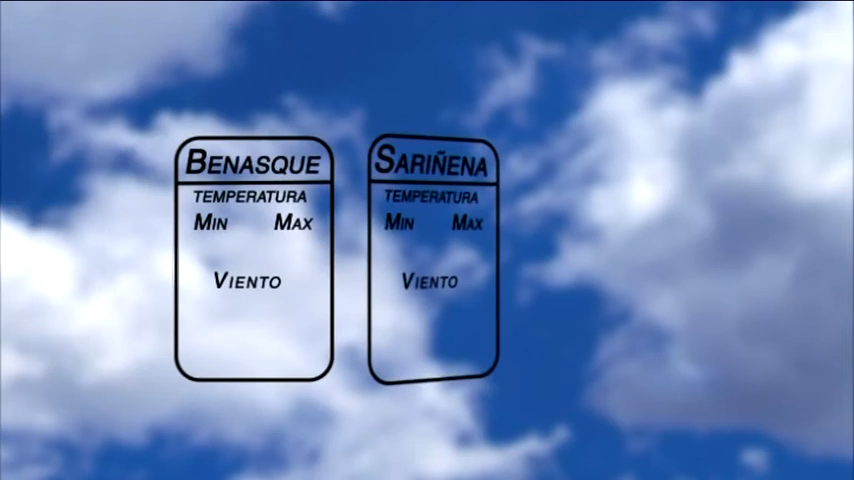 BENASQUE
TEMPERATURA
MIN MAX
VIENTO
SARIÑENA
TEMPERATURA
MIN MAX
VIENTO